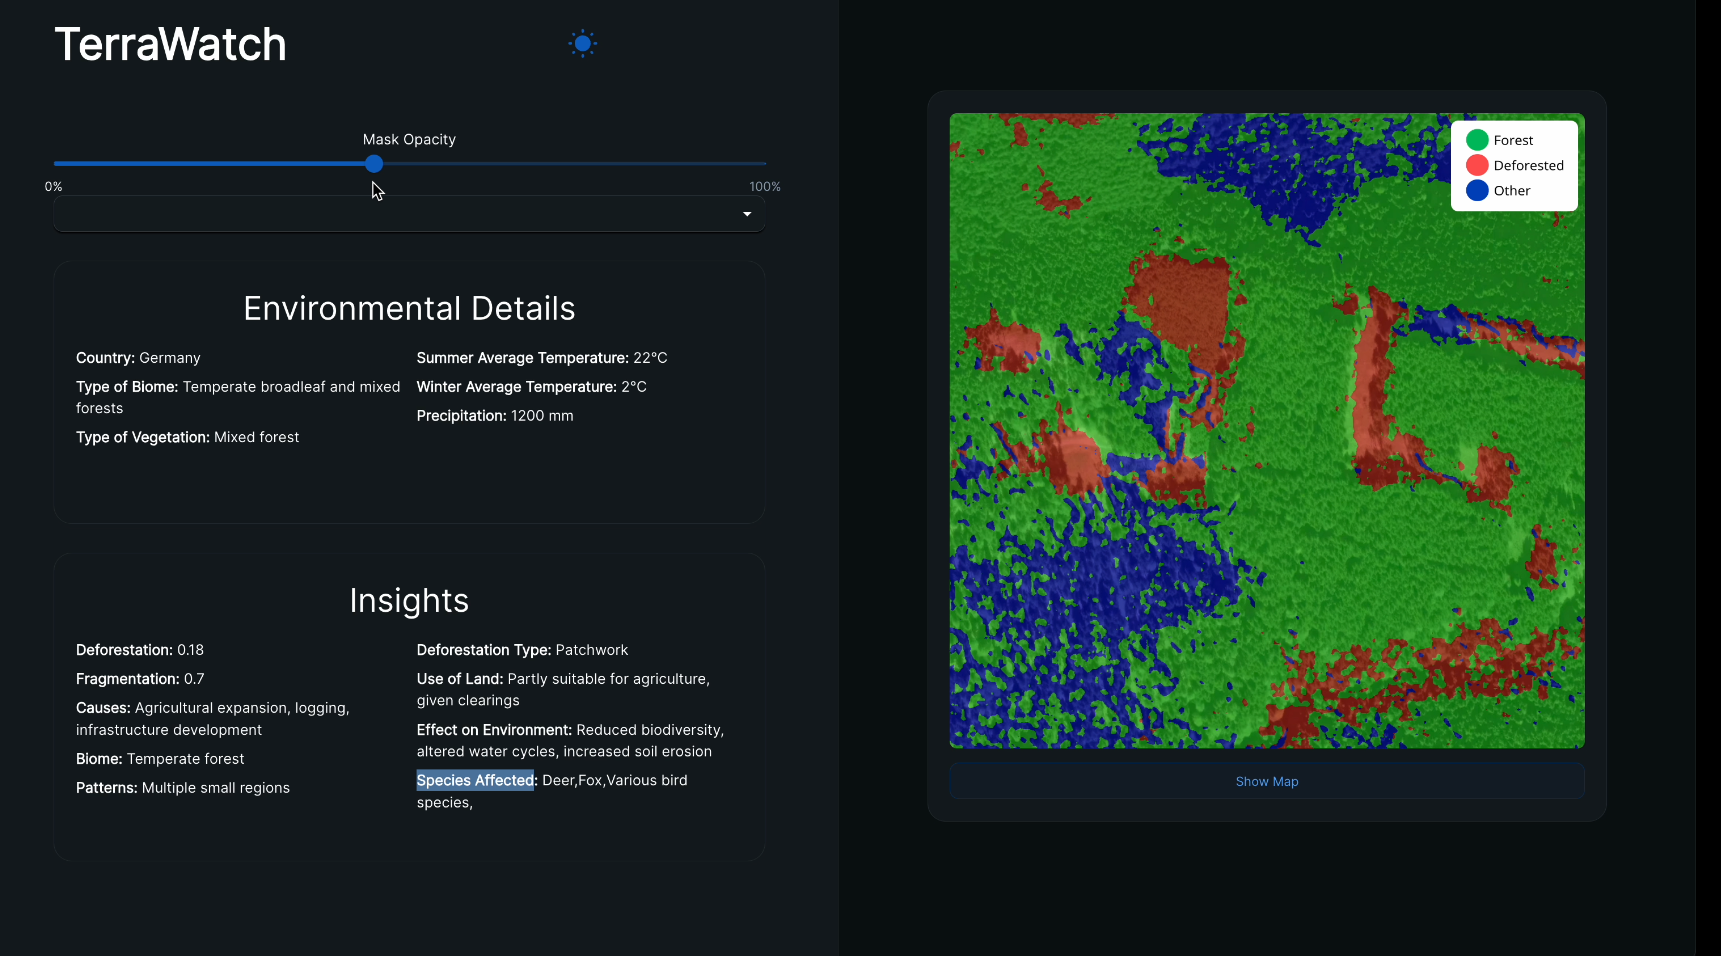 TerraWatch
Mask Opacity
0%
100%
Environmental Details
Country: Germany
Type of Biome: Temperate broadleaf and mixed
forests
Type of Vegetation: Mixed forest
Summer Average Temperature: 22°C
Winter Average Temperature: 2°C
Precipitation: 1200 mm
Insights
Deforestation: 0.18
Fragmentation: 0.7
Causes: Agricultural expansion, logging,
infrastructure development
Biome: Temperate forest
Patterns: Multiple small regions
Deforestation Type: Patchwork
Use of Land: Partly suitable for agriculture,
given clearings
Effect on Environment: Reduced biodiversity,
altered water cycles, increased soil erosion
Species Affected: Deer,Fox,Various bird
species,
Forest
Deforested
Other
Show Map